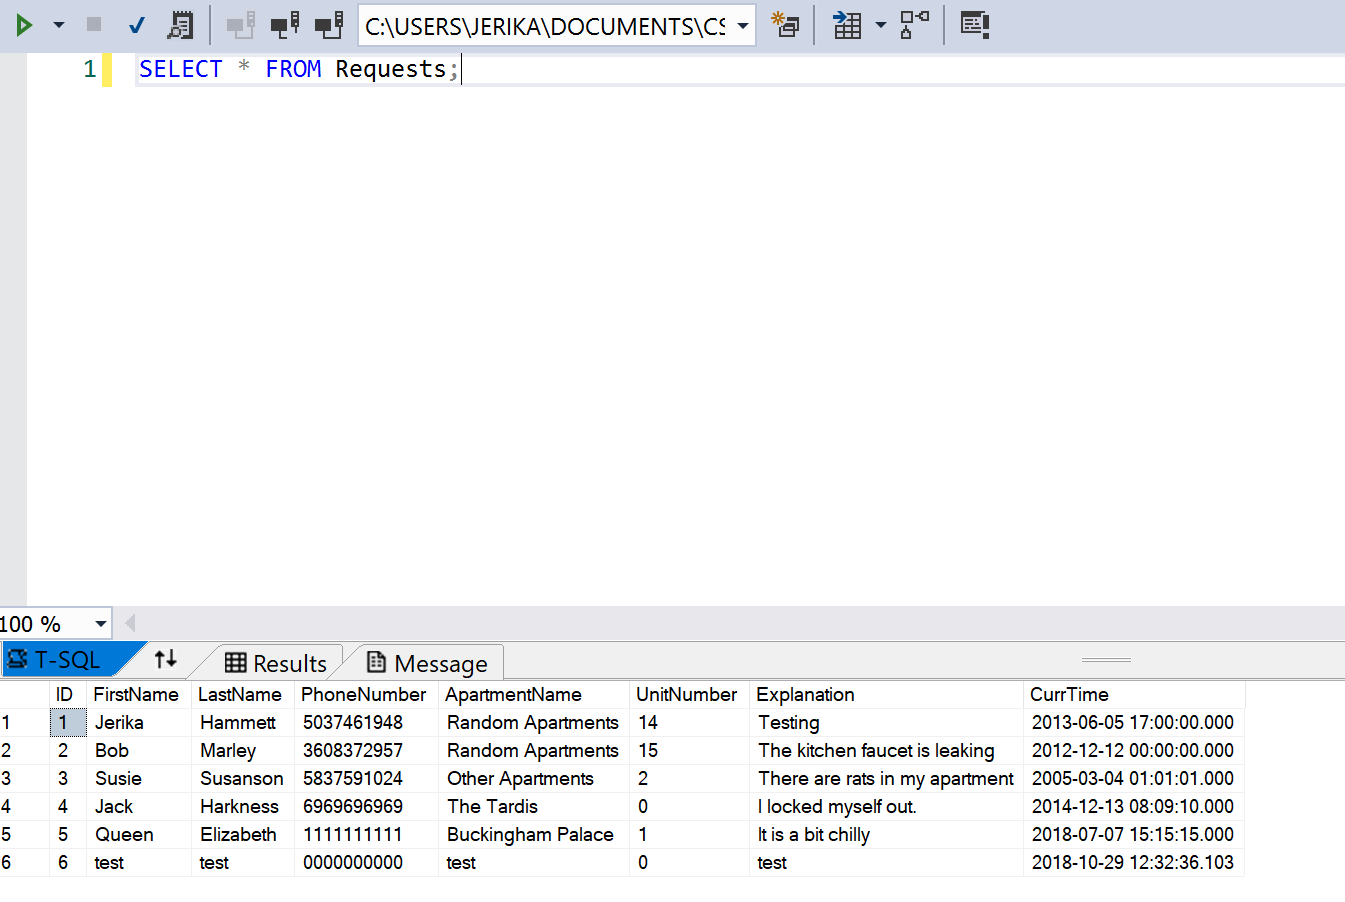 C:\USERS\JERIKA\DOCUMENTS\CS
1 SELECT * FROM Requests;
100 %
T-SQL Results Message
ID FirstName LastName PhoneNumber ApartmentName UnitNumber Explanation CurrTime
1 1 Jerika Hammett 5037461948 Random Apartments 14 Testing 2013-06-05 17:00:00.000
2 2 Bob Marley 3608372957 Random Apartments 15 The kitchen faucet is leaking 2012-12-12 00:00:00.000
3 3 Susie Susanson 5837591024 Other Apartments 2 There are rats in my apartment 2005-03-04 01:01:01.000
4 4 Jack Harkness 6969696969 The Tardis 0 I locked myself out. 2014-12-13 08:09:10.000
5 5 Queen Elizabeth 1111111111 Buckingham Palace 1 It is a bit chilly 2018-07-07 15:15:15.000
6 6 test test 0000000000 test 0 test 2018-10-29 12:32:36.103